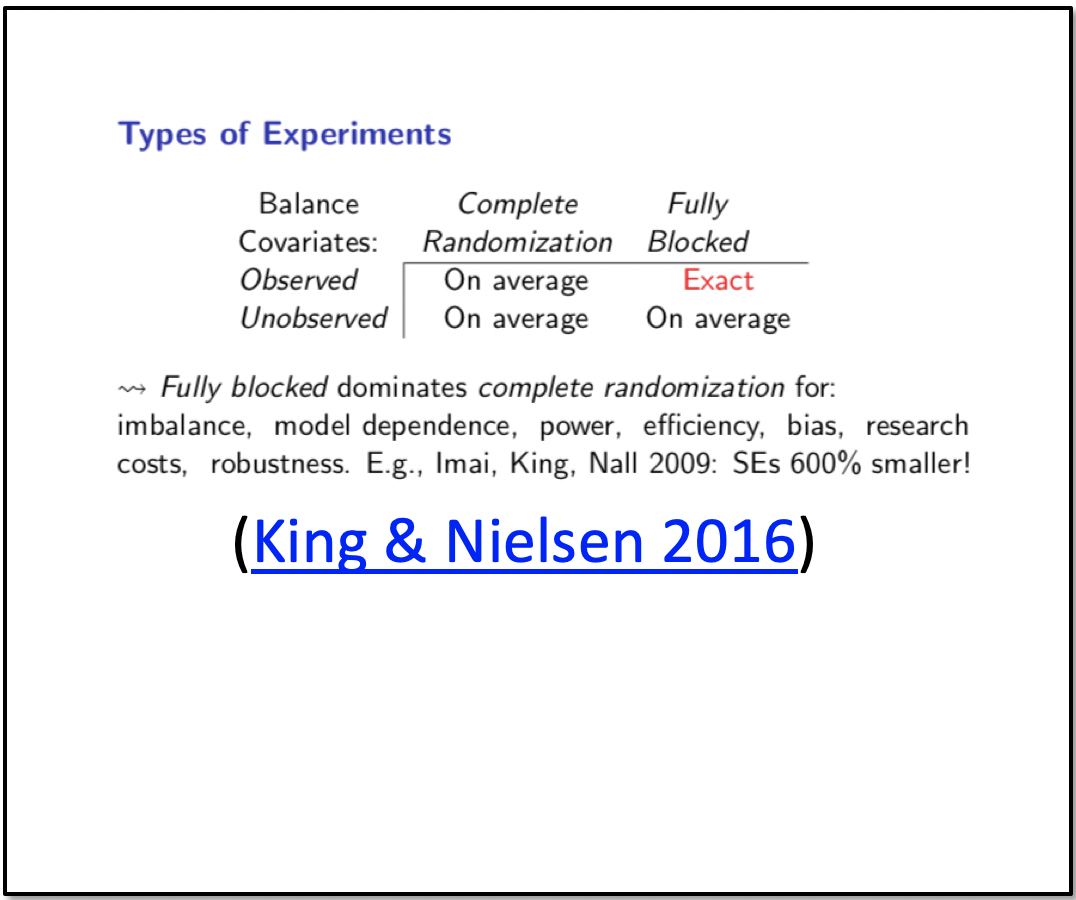 Types of Experiments
Balance Complete Fully
Covariates: Randomization Blocked
Observed On average Exact
Unobserved On average On average
⇝ Fully blocked dominates complete randomization for:
imbalance, model dependence, power, efficiency, bias, research
costs, robustness. E.g., Imai, King, Nall 2009: SEs 600% smaller!
(King & Nielsen 2016)